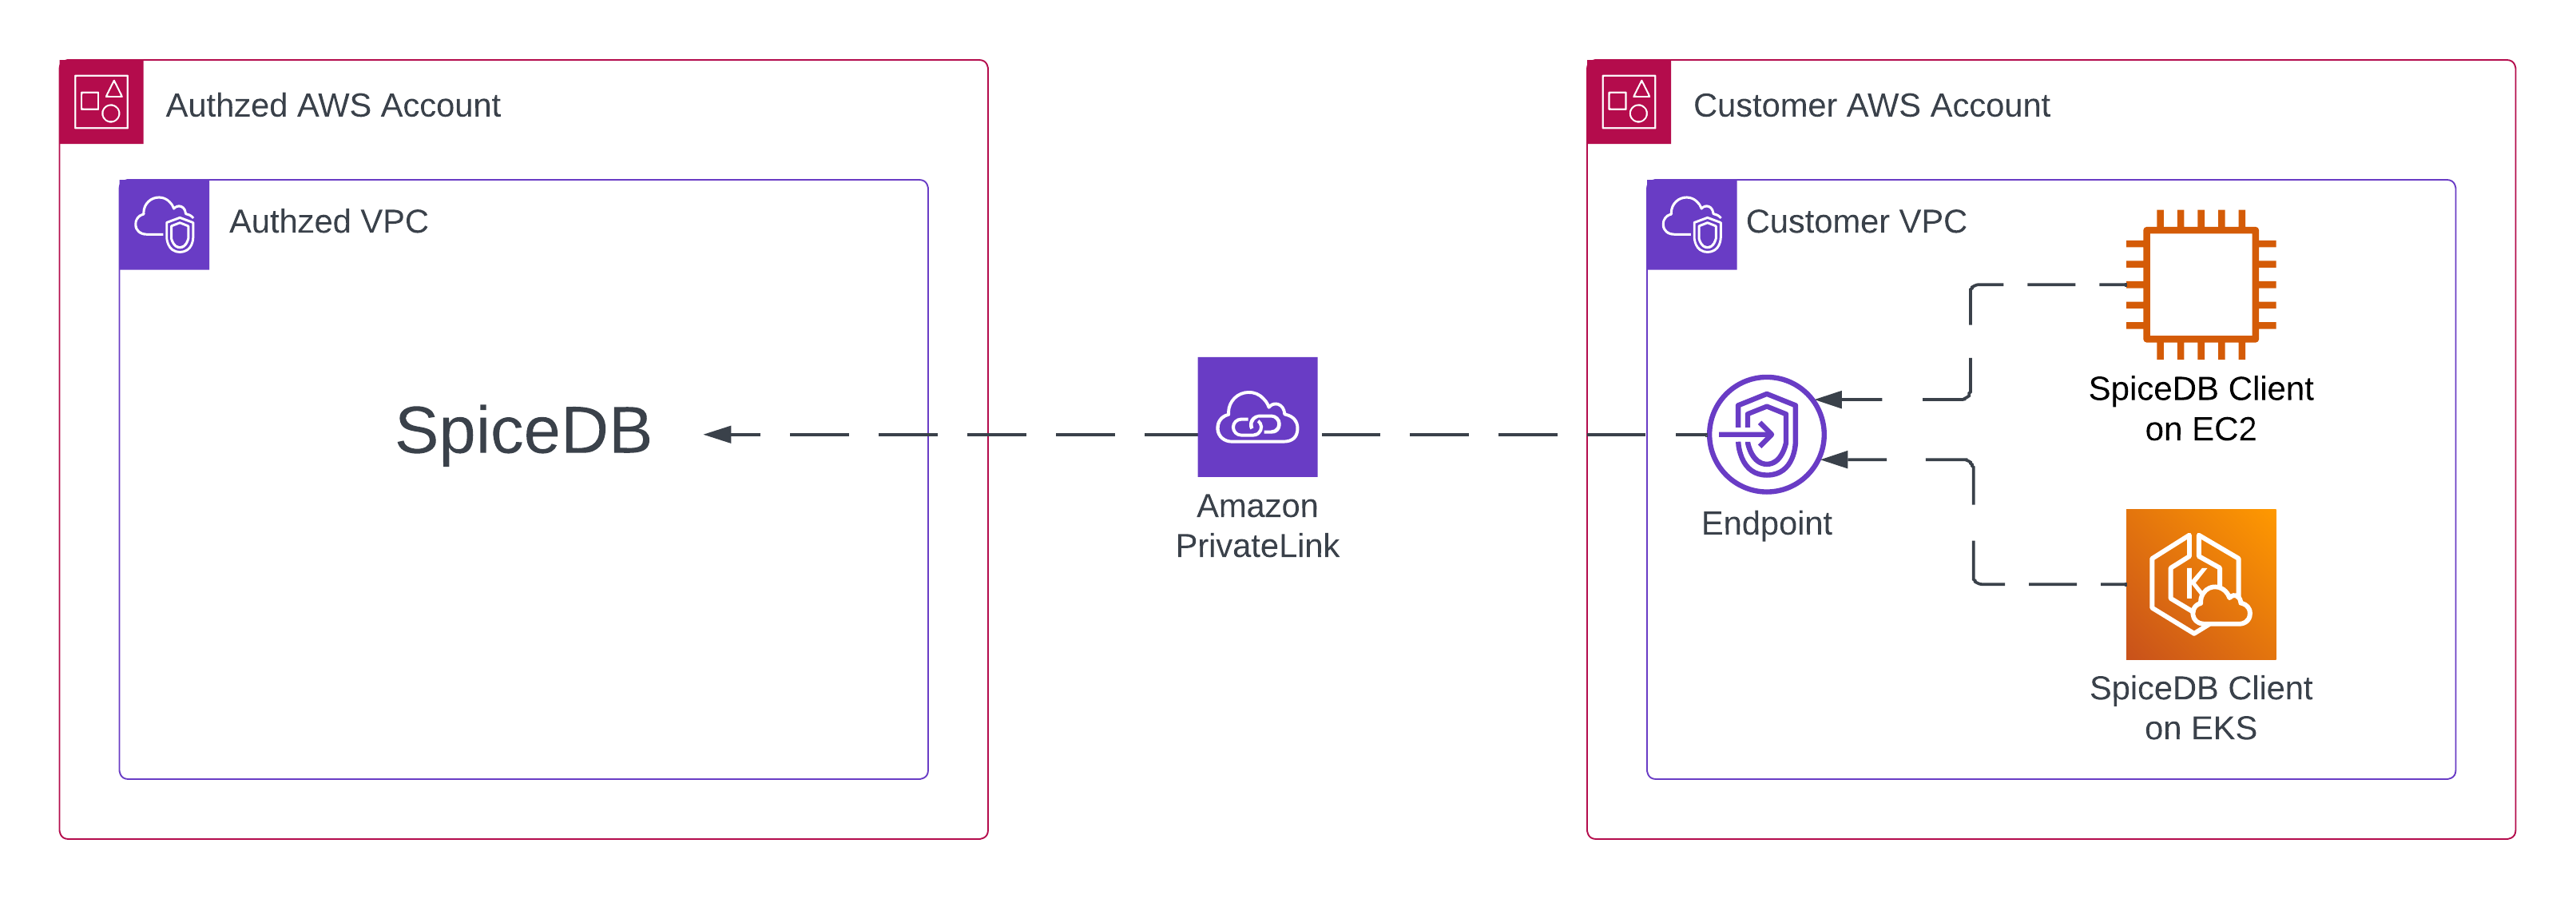 Authzed AWS Account
Authzed VPC
SpiceDB
Amazon
PrivateLink
Customer AWS Account
Customer VPC
Endpoint
SpiceDB Client
on EC2
K
SpiceDB Client
on EKS